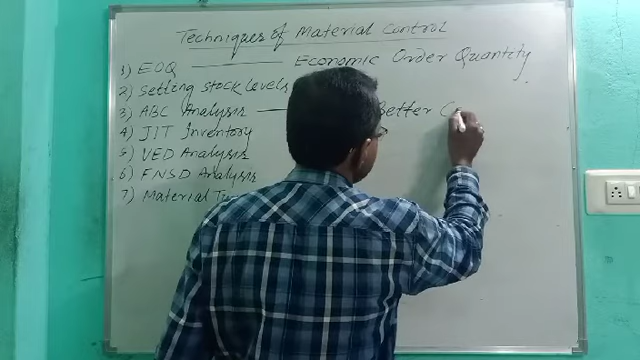 Techniques of Material Control
1) EOQ — Economic Order Quantity
2) Setting stock levels
3) ABC Analysis — Better
4) JIT Inventory
5) VED Analysis
6) FNSD Analysis
7) Material